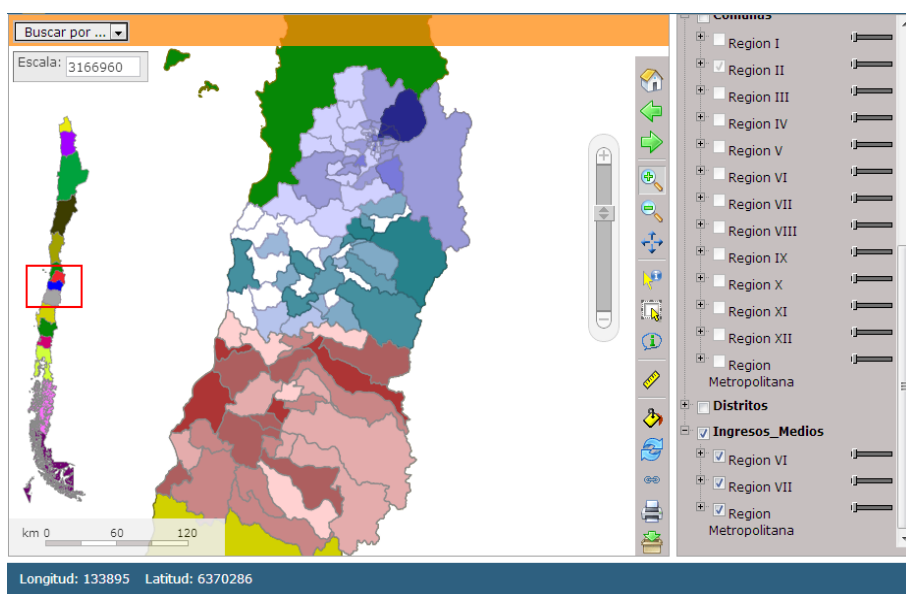 Buscar por ...
Escala: 3166960
km 0 60 120
Comunas
Region I
Region II
Region III
Region IV
Region V
Region VI
Region VII
Region VIII
Region IX
Region X
Region XI
Region XII
Region
Metropolitana
Distritos
Ingresos_Medios
Region VI
Region VII
Region
Metropolitana
Longitud: 133895 Latitud: 6370286